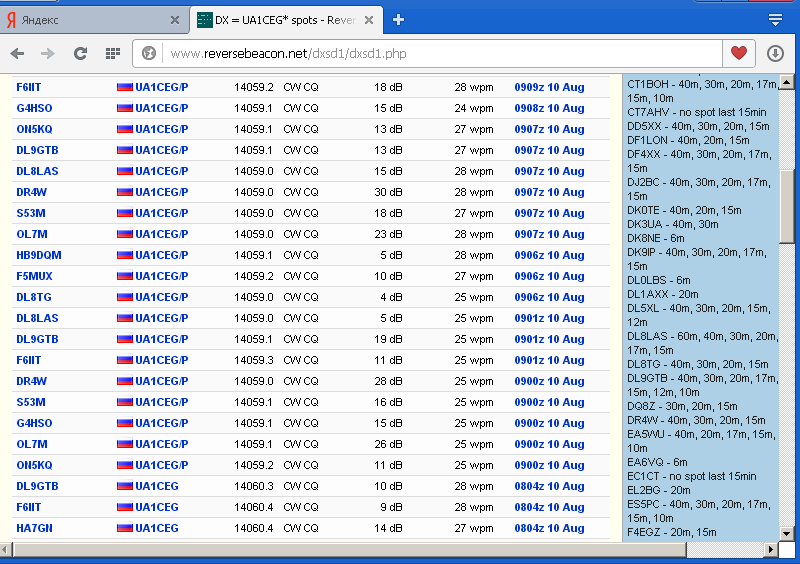 Я Яндекс
DX = UA1CEG* spots - Rever
www.reversebeacon.net/dxsd1/dxsd1.php
F6IIT UA1CEG/P 14059.2 CW CQ 18 dB 28 wpm 0909z 10 Aug
G4HSO UA1CEG/P 14059.1 CW CQ 15 dB 24 wpm 0908z 10 Aug
ON5KQ UA1CEG/P 14059.1 CW CQ 13 dB 27 wpm 0907z 10 Aug
DL9GTB UA1CEG/P 14059.1 CW CQ 13 dB 27 wpm 0907z 10 Aug
DL8LAS UA1CEG/P 14059.0 CW CQ 15 dB 28 wpm 0907z 10 Aug
DR4W UA1CEG/P 14059.0 CW CQ 30 dB 28 wpm 0907z 10 Aug
S53M UA1CEG/P 14059.0 CW CQ 18 dB 27 wpm 0907z 10 Aug
OL7M UA1CEG/P 14059.0 CW CQ 23 dB 28 wpm 0907z 10 Aug
HB9DQM UA1CEG/P 14059.1 CW CQ 5 dB 28 wpm 0906z 10 Aug
F5MUX UA1CEG/P 14059.2 CW CQ 10 dB 27 wpm 0906z 10 Aug
DL8TG UA1CEG/P 14059.0 CW CQ 4 dB 25 wpm 0906z 10 Aug
DL8LAS UA1CEG/P 14059.0 CW CQ 5 dB 25 wpm 0901z 10 Aug
DL9GTB UA1CEG/P 14059.1 CW CQ 19 dB 25 wpm 0901z 10 Aug
F6IIT UA1CEG/P 14059.3 CW CQ 11 dB 25 wpm 0901z 10 Aug
DR4W UA1CEG/P 14059.0 CW CQ 28 dB 25 wpm 0900z 10 Aug
S53M UA1CEG/P 14059.1 CW CQ 16 dB 25 wpm 0900z 10 Aug
G4HSO UA1CEG/P 14059.1 CW CQ 15 dB 25 wpm 0900z 10 Aug
OL7M UA1CEG/P 14059.1 CW CQ 26 dB 25 wpm 0900z 10 Aug
ON5KQ UA1CEG/P 14059.2 CW CQ 11 dB 25 wpm 0900z 10 Aug
DL9GTB UA1CEG 14060.3 CW CQ 10 dB 28 wpm 0804z 10 Aug
F6IIT UA1CEG 14060.4 CW CQ 9 dB 28 wpm 0804z 10 Aug
HA7GN UA1CEG 14060.4 CW CQ 14 dB 27 wpm 0804z 10 Aug
CT1BOH - 40m, 30m, 20m, 17m,
15m, 10m
CT7AHV - no spot last 15min
DD5XX - 40m, 30m, 20m, 15m
DF1LON - 40m, 20m, 15m
DF4XX - 40m, 30m, 20m, 17m,
15m
DJ2BC - 40m, 30m, 20m, 17m,
15m
DK0TE - 40m, 20m, 15m
DK3UA - 40m, 30m
DK8NE - 6m
DK9IP - 40m, 30m, 20m, 17m,
15m
DL0LBS - 6m
DL1AXX - 20m
DL5XL - 40m, 30m, 20m, 15m,
12m
DL8LAS - 60m, 40m, 30m, 20m,
17m, 15m
DL8TG - 40m, 30m, 20m, 15m
DL9GTB - 40m, 30m, 20m, 17m,
15m, 12m, 10m
DQ8Z - 30m, 20m, 15m
DR4W - 40m, 30m, 20m, 15m
EA5WU - 40m, 20m, 17m, 15m,
10m
EA6VQ - 6m
EC1CT - no spot last 15min
EL2BG - 20m
ES5PC - 40m, 30m, 20m, 17m,
15m, 10m
F4EGZ - 20m, 15m